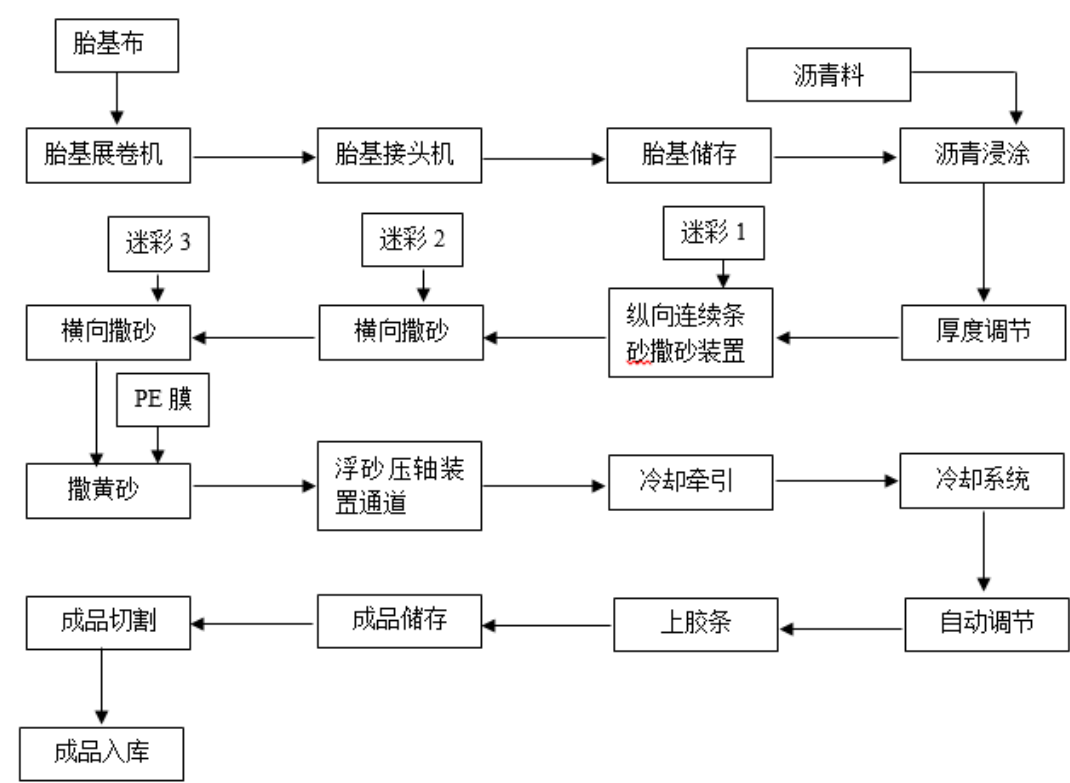 胎基布
沥青料
胎基展卷机
胎基接头机
胎基储存
沥青浸涂
迷彩 3
迷彩 2
迷彩 1
横向撒砂
横向撒砂
纵向连续条
砂撒砂装置
厚度调节
PE 膜
撒黄砂
浮砂压轴装
置通道
冷却牵引
冷却系统
成品切割
成品储存
上胶条
自动调节
成品入库